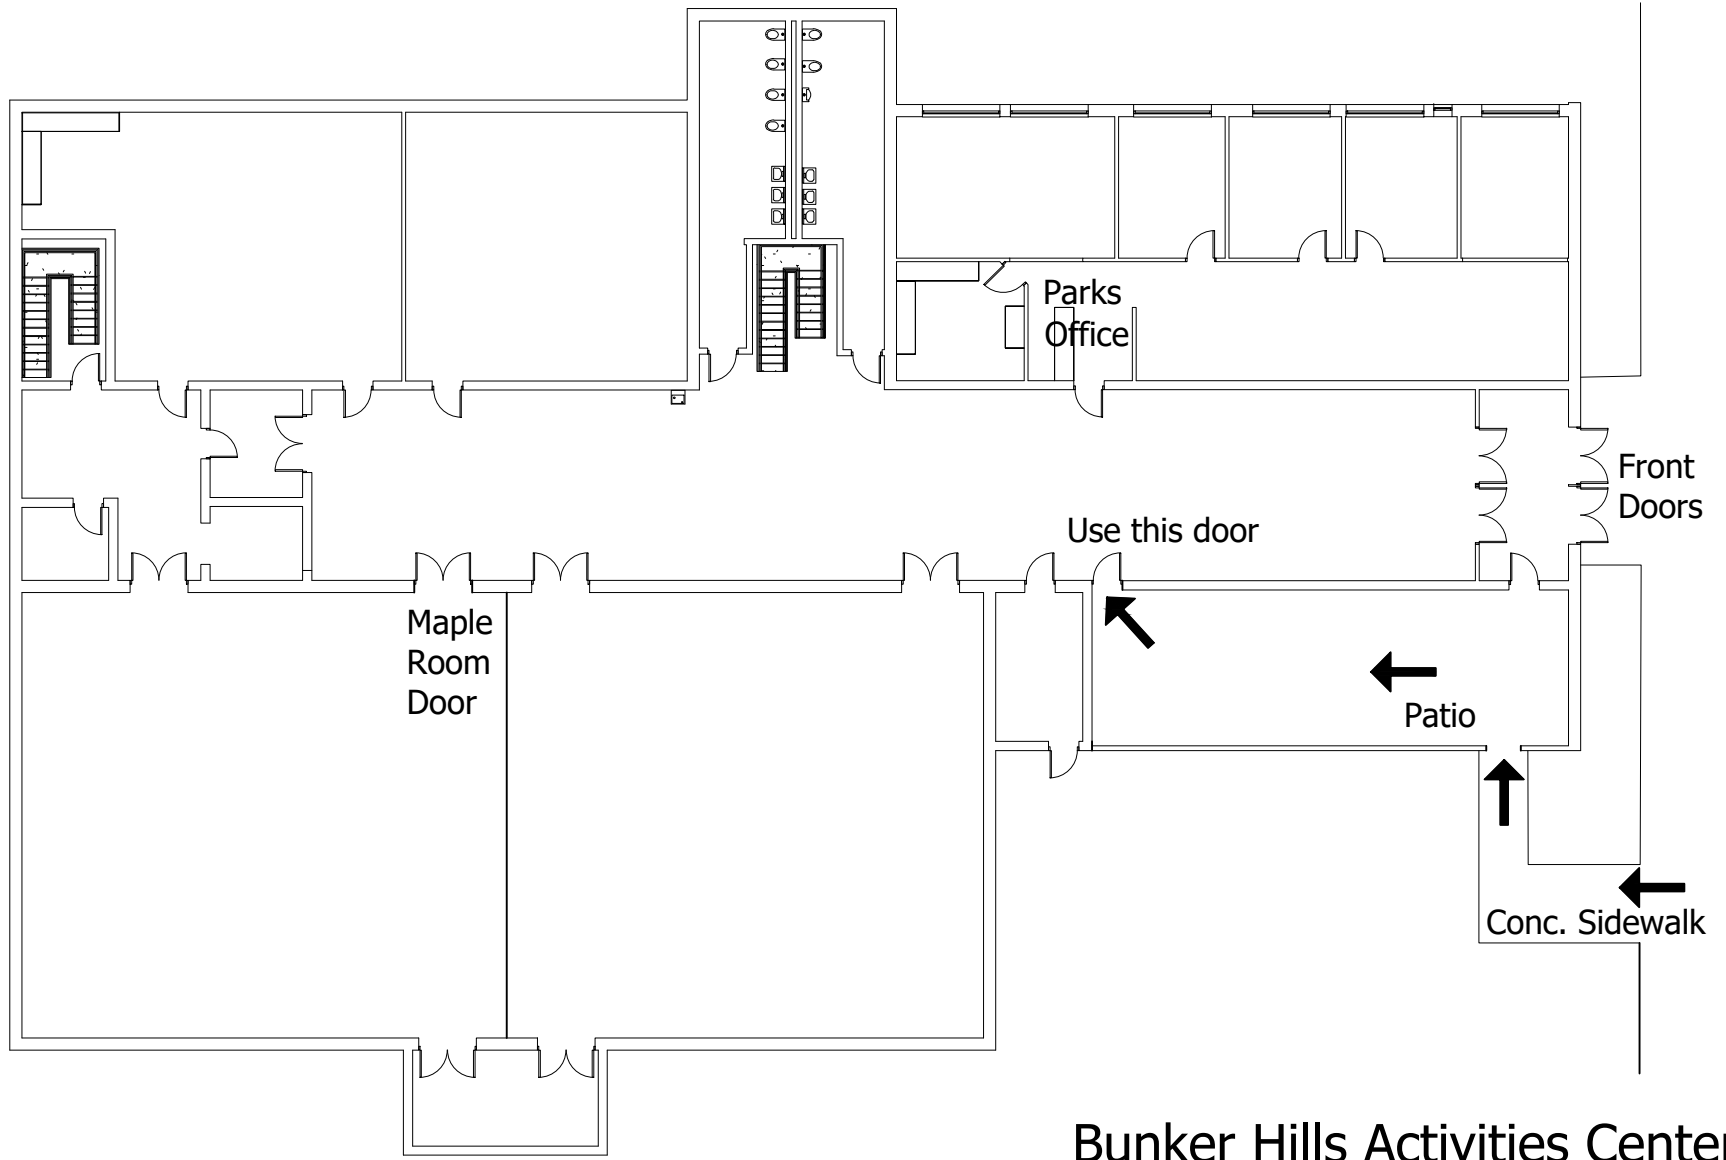 Parks
Office
Front
Doors
Use this door
Maple
Room
Door
Patio
Conc. Sidewalk
Bunker Hills Activities Center